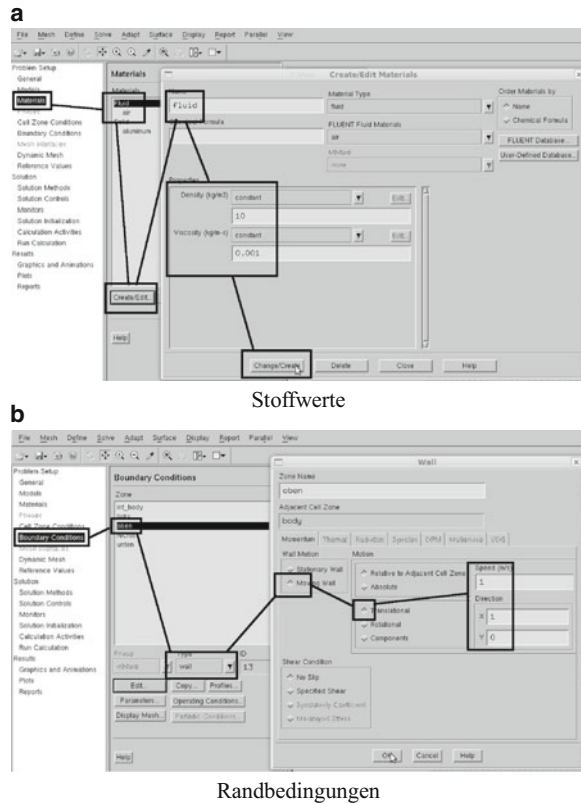 a
File Mesh Define Solve Adapt Surface Display Report Parallel View
Problem Setup
General
Models
Materials
Phases
Cell Zone Conditions
Boundary Conditions
Mesh Interfaces
Dynamic Mesh
Reference Values
Solution
Solution Methods
Solution Controls
Monitors
Solution Initialization
Calculation Activities
Run Calculation
Results
Graphics and Animations
Plots
Reports
Materials
Materials
Fluid
air
aluminum
Create/Edit...
Help
Create/Edit Materials
Name
fluid
Formula
Material Type
fluid
FLUENT Fluid Materials
air
Mixture
none
Order Materials by
Name
Chemical Formula
FLUENT Database...
User-Defined Database...
Properties
Density (kg/m3) constant Edit...
10
Viscosity (kg/m-s) constant Edit...
0.001
Change/Create Delete Close Help
Stoffwerte
b
File Mesh Define Solve Adapt Surface Display Report Parallel View
Problem Setup
General
Models
Materials
Phases
Cell Zone Conditions
Boundary Conditions
Dynamic Mesh
Reference Values
Solution
Solution Methods
Solution Controls
Monitors
Solution Initialization
Calculation Activities
Run Calculation
Results
Graphics and Animations
Plots
Reports
Boundary Conditions
Zone
int_body
oben
unten
Phase Type ID
mixture wall 13
Edit... Copy... Profiles...
Parameters... Operating Conditions...
Display Mesh... Periodic Conditions...
Help
Wall
Zone Name
oben
Adjacent Cell Zone
body
Momentum Thermal Radiation Species DPM Multiphase UDS
Wall Motion
Stationary Wall
Moving Wall
Motion
Relative to Adjacent Cell Zone
Absolute
Translational
Rotational
Components
Speed (m/s)
1
Direction
X 1
Y 0
Shear Condition
No Slip
Specified Shear
Specularity Coefficient
Marangoni Stress
OK Cancel Help
Randbedingungen